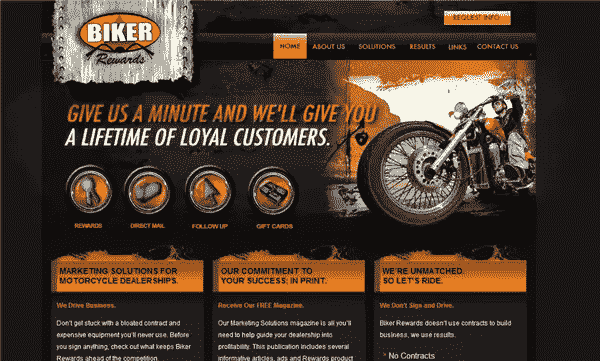 BIKER
Rewards
REQUEST INFO
HOME ABOUT US SOLUTIONS RESULTS LINKS CONTACT US
GIVE US A MINUTE AND WE'LL GIVE YOU
A LIFETIME OF LOYAL CUSTOMERS.
REWARDS DIRECT MAIL FOLLOW UP GIFT CARDS
MARKETING SOLUTIONS FOR
MOTORCYCLE DEALERSHIPS.
We Drive Business.
Don't get stuck with a bloated contract and
expensive equipment you'll never use. Before
you sign anything, check out what keeps Biker
Rewards ahead of the competition.
OUR COMMITMENT TO
YOUR SUCCESS; IN PRINT.
Receive Our FREE Magazine.
Our Marketing Solutions magazine is all you'll
need to help guide your dealership into
profitability. This publication includes several
informative articles, ads and Rewards product
WE'RE UNMATCHED.
SO LET'S RIDE.
We Don't Sign and Drive.
Biker Rewards doesn't use contracts to build
business, we use results.
No Contracts